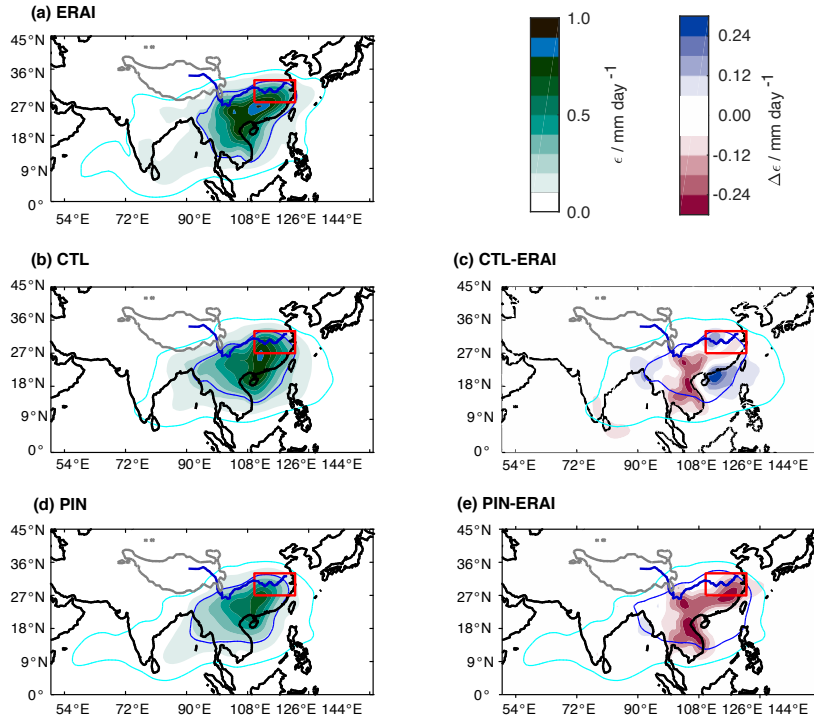 (a) ERAI
45°N
36°N
27°N
18°N
9°N
0°
54°E 72°E 90°E 108°E 126°E 144°E
1.0
0.5
0.0
ϵ / mm day -1
0.24
0.12
0.00
-0.12
-0.24
Δϵ / mm day -1
(b) CTL
45°N
36°N
27°N
18°N
9°N
0°
54°E 72°E 90°E 108°E 126°E 144°E
(c) CTL-ERAI
45°N
36°N
27°N
18°N
9°N
0°
54°E 72°E 90°E 108°E 126°E 144°E
(d) PIN
45°N
36°N
27°N
18°N
9°N
0°
54°E 72°E 90°E 108°E 126°E 144°E
(e) PIN-ERAI
45°N
36°N
27°N
18°N
9°N
0°
54°E 72°E 90°E 108°E 126°E 144°E